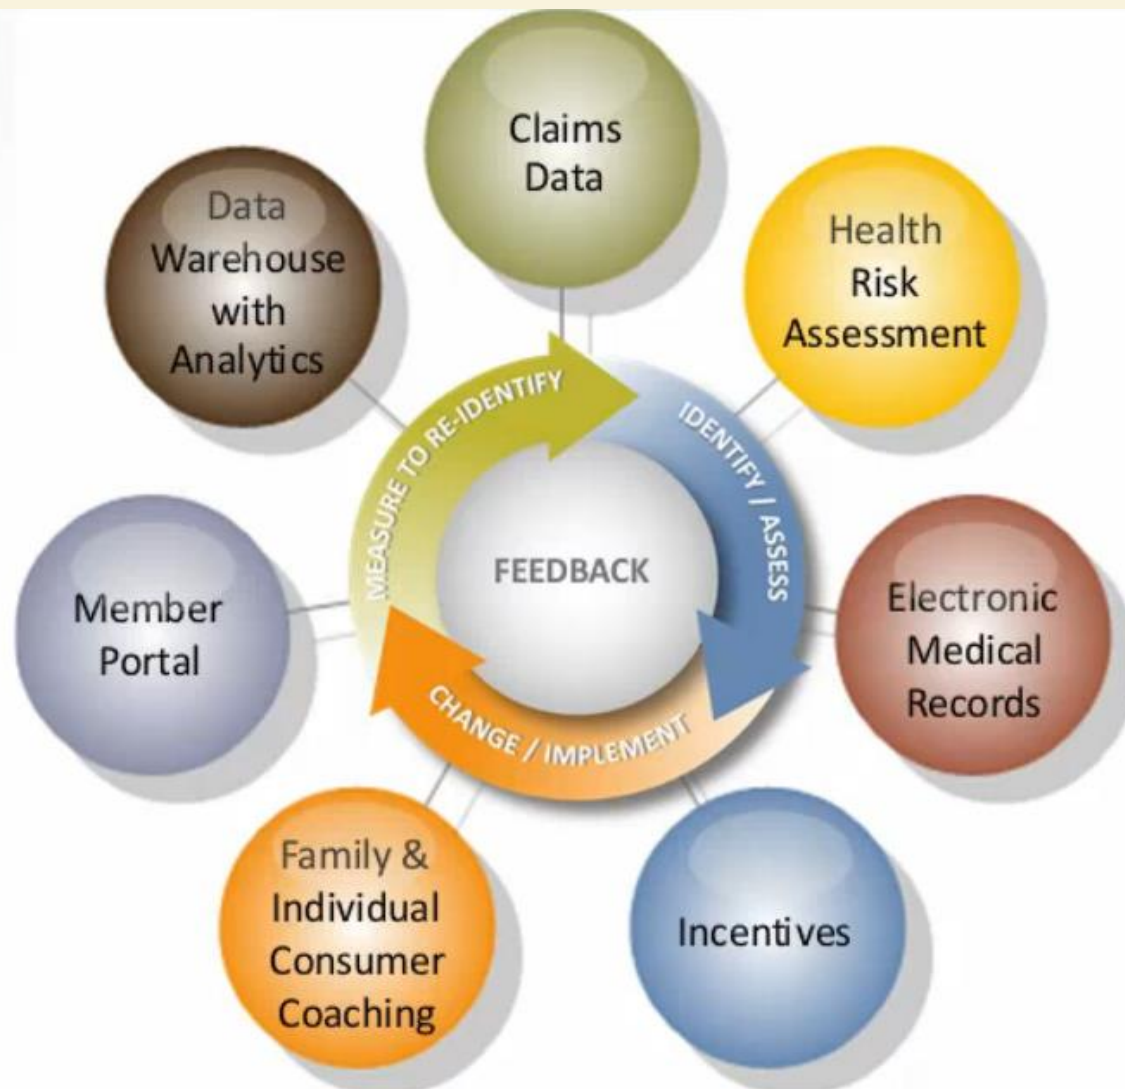 Claims
Data
Health
Risk
Assessment
Electronic
Medical
Records
Incentives
Family &
Individual
Consumer
Coaching
Member
Portal
Data
Warehouse
with
Analytics
MEASURE TO RE-IDENTIFY
IDENTIFY / ASSESS
CHANGE / IMPLEMENT
FEEDBACK